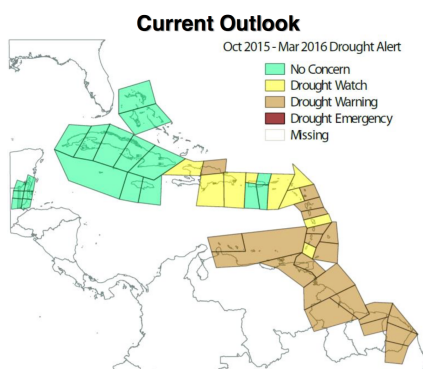 Current Outlook
Oct 2015 - Mar 2016 Drought Alert
No Concern
Drought Watch
Drought Warning
Drought Emergency
Missing